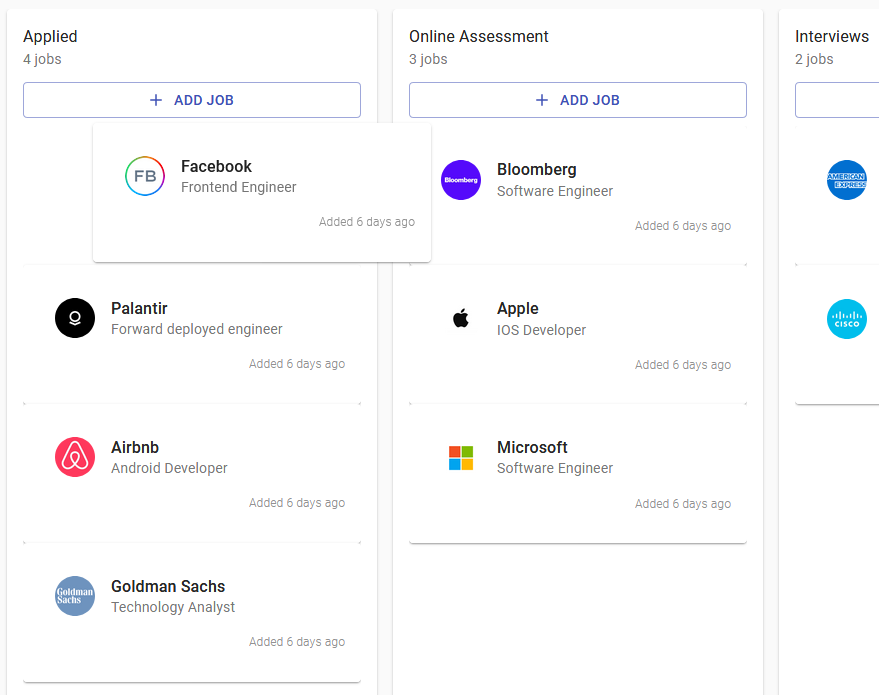 Applied
4 jobs
+ ADD JOB
FB
Facebook
Frontend Engineer
Added 6 days ago
Palantir
Forward deployed engineer
Added 6 days ago
Airbnb
Android Developer
Added 6 days ago
Goldman
Sachs
Goldman Sachs
Technology Analyst
Added 6 days ago
Online Assessment
3 jobs
+ ADD JOB
Bloomberg
Bloomberg
Software Engineer
Added 6 days ago
Apple
IOS Developer
Added 6 days ago
Microsoft
Software Engineer
Added 6 days ago
Interviews
2 jobs
AMERICAN
EXPRESS
CISCO